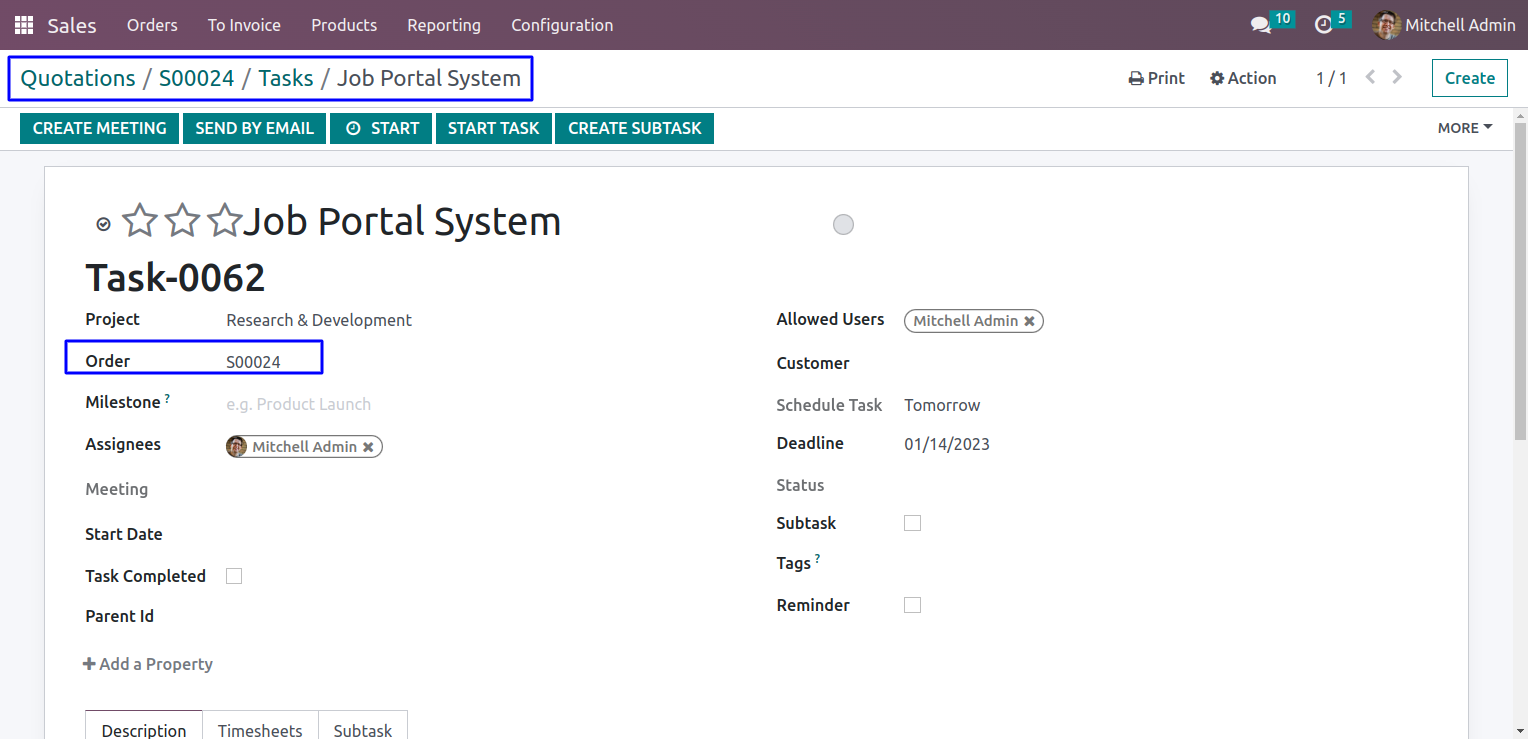 Sales Orders To Invoice Products Reporting Configuration 10 5 Mitchell Admin
Quotations / S00024 / Tasks / Job Portal System Print Action 1 / 1 Create
CREATE MEETING SEND BY EMAIL START START TASK CREATE SUBTASK MORE
Job Portal System
Task-0062
Project Research & Development Allowed Users Mitchell Admin ✖
Order S00024 Customer
Milestone ? e.g. Product Launch Schedule Task Tomorrow
Assignees Mitchell Admin ✖ Deadline 01/14/2023
Meeting Status
Start Date Subtask
Task Completed Tags ?
Parent Id Reminder
+ Add a Property
Description Timesheets Subtask